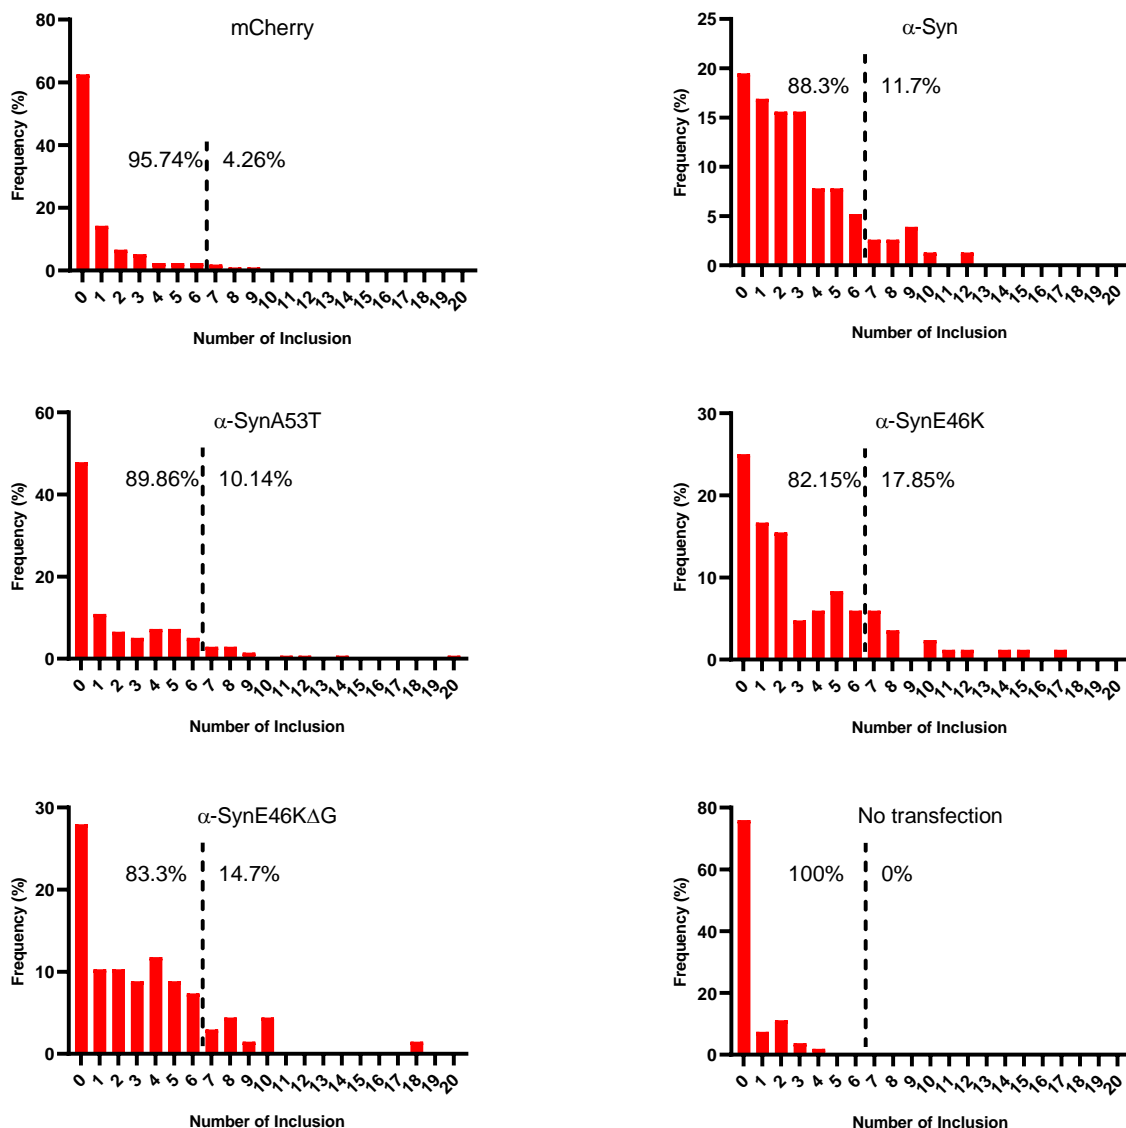 mCherry
Frequency (%)
80
60
40
20
0
95.74% 4.26%
0 1 2 3 4 5 6 7 8 9 10 11 12 13 14 15 16 17 18 19 20
Number of Inclusion
α-Syn
Frequency (%)
25
20
15
10
5
0
88.3% 11.7%
0 1 2 3 4 5 6 7 8 9 10 11 12 13 14 15 16 17 18 19 20
Number of Inclusion
α-SynA53T
Frequency (%)
60
40
20
0
89.86% 10.14%
0 1 2 3 4 5 6 7 8 9 10 11 12 13 14 15 16 17 18 19 20
Number of Inclusion
α-SynE46K
Frequency (%)
30
20
10
0
82.15% 17.85%
0 1 2 3 4 5 6 7 8 9 10 11 12 13 14 15 16 17 18 19 20
Number of Inclusion
α-SynE46KΔG
Frequency (%)
30
20
10
0
83.3% 14.7%
0 1 2 3 4 5 6 7 8 9 10 11 12 13 14 15 16 17 18 19 20
Number of Inclusion
No transfection
Frequency (%)
80
60
40
20
0
100% 0%
0 1 2 3 4 5 6 7 8 9 10 11 12 13 14 15 16 17 18 19 20
Number of Inclusion